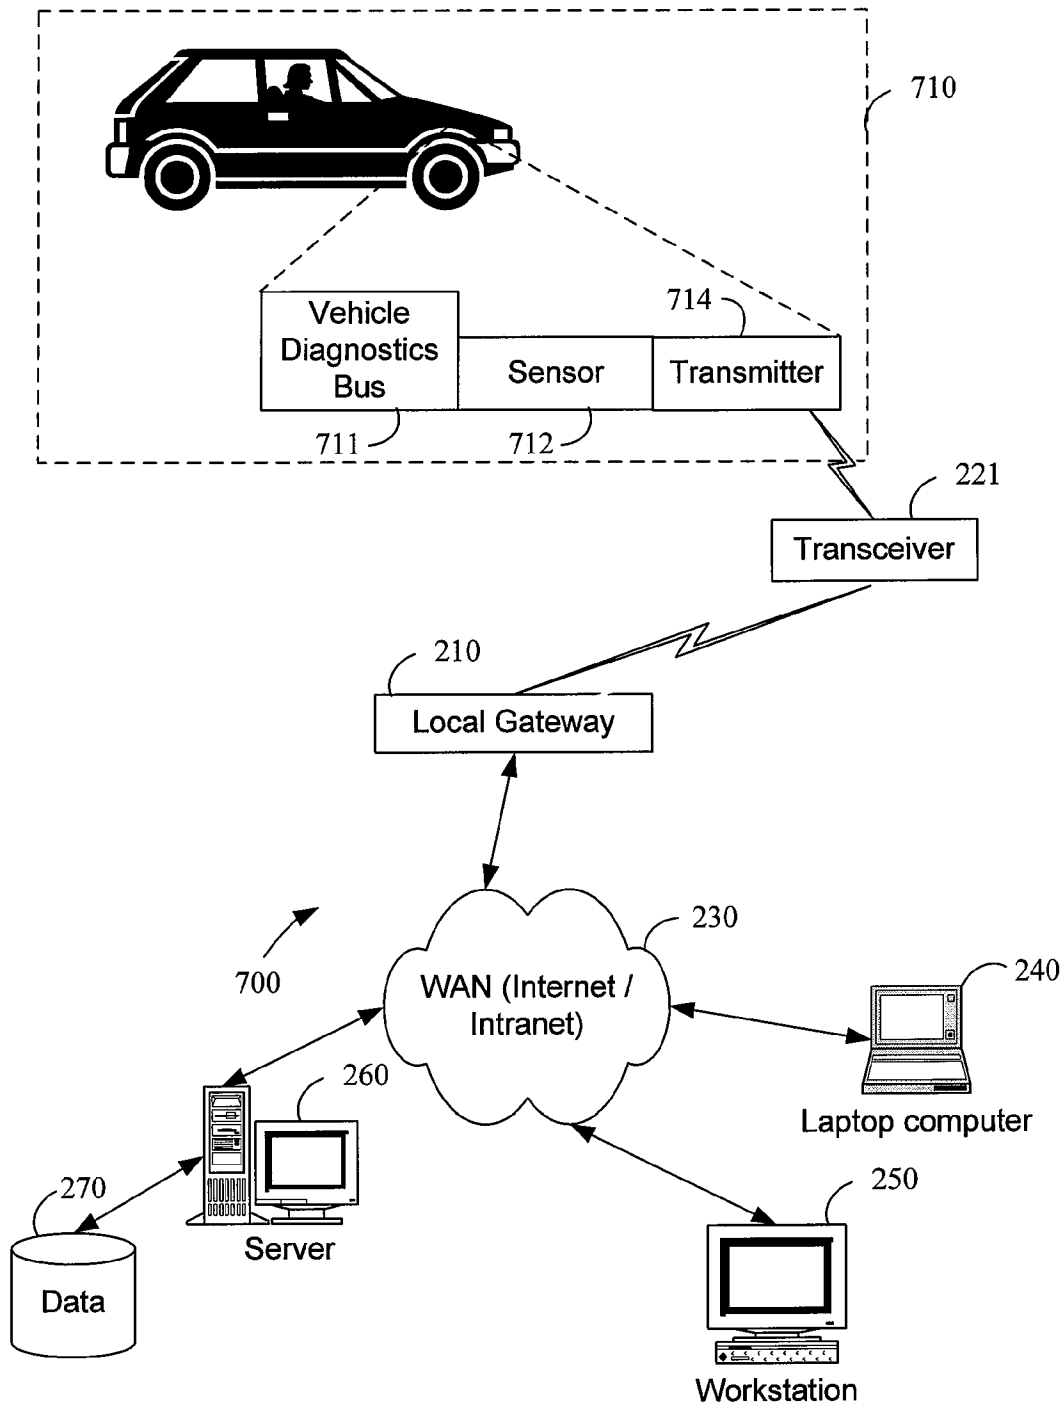 710
714
Vehicle
Diagnostics
Bus
Sensor
Transmitter
711
712
221
Transceiver
210
Local Gateway
230
700
WAN (Internet /
Intranet)
240
260
Laptop computer
270
250
Server
Data
Workstation